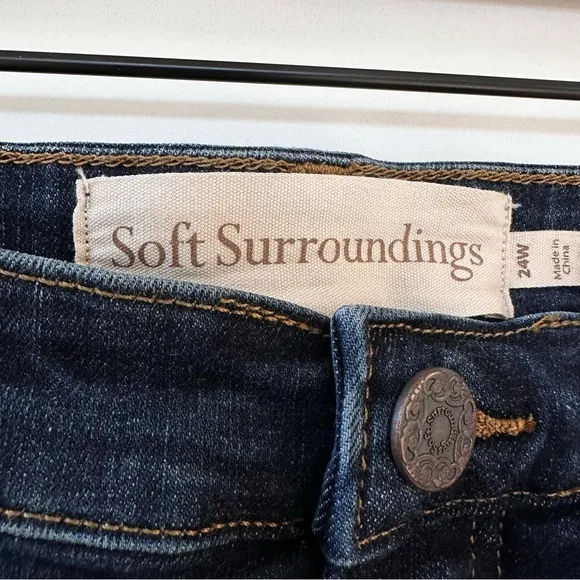 Soft Surroundings
24W
Made in
China